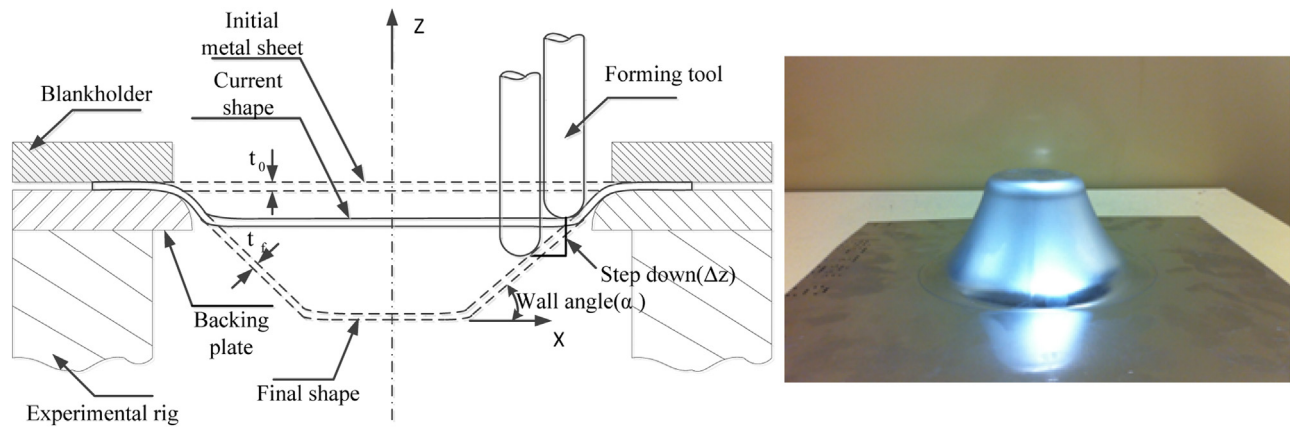 Initial
metal sheet
Current
shape
Z
Forming tool
Blankholder
t₀
t f
Step down(Δz)
Wall angle(α )
X
Backing
plate
Final shape
Experimental rig